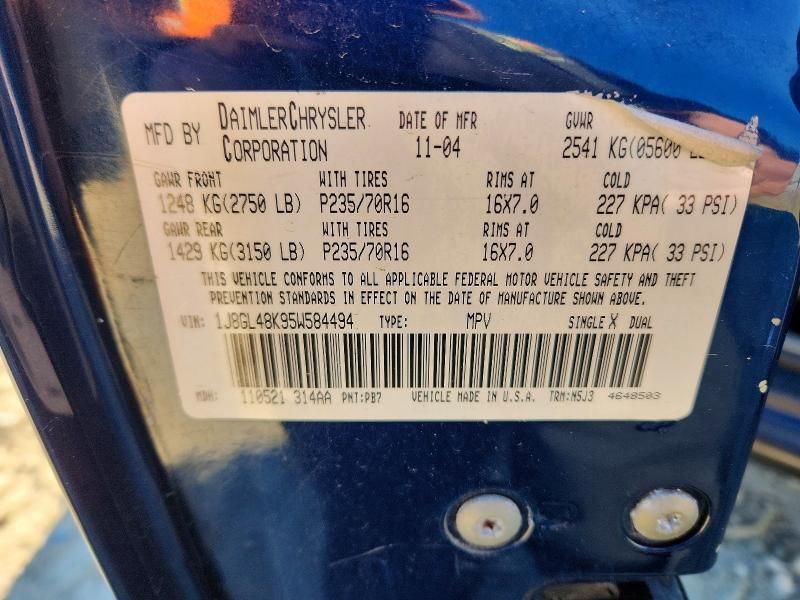 MFD BY DAIMLERCHRYSLER CORPORATION DATE OF MFR 11-04 GVWR 2541 KG(05600
GAWR FRONT WITH TIRES RIMS AT COLD
1248 KG(2750 LB) P235/70R16 16X7.0 227 KPA( 33 PSI)
GAWR REAR WITH TIRES RIMS AT COLD
1429 KG(3150 LB) P235/70R16 16X7.0 227 KPA( 33 PSI)
THIS VEHICLE CONFORMS TO ALL APPLICABLE FEDERAL MOTOR VEHICLE SAFETY AND THEFT
PREVENTION STANDARDS IN EFFECT ON THE DATE OF MANUFACTURE SHOWN ABOVE.
VIN: 1J8GL48K95W584494 TYPE: MPV SINGLE X DUAL
MDH: 110521 314AA PNT:PB7 VEHICLE MADE IN U.S.A. TRM:N5J3 4648503